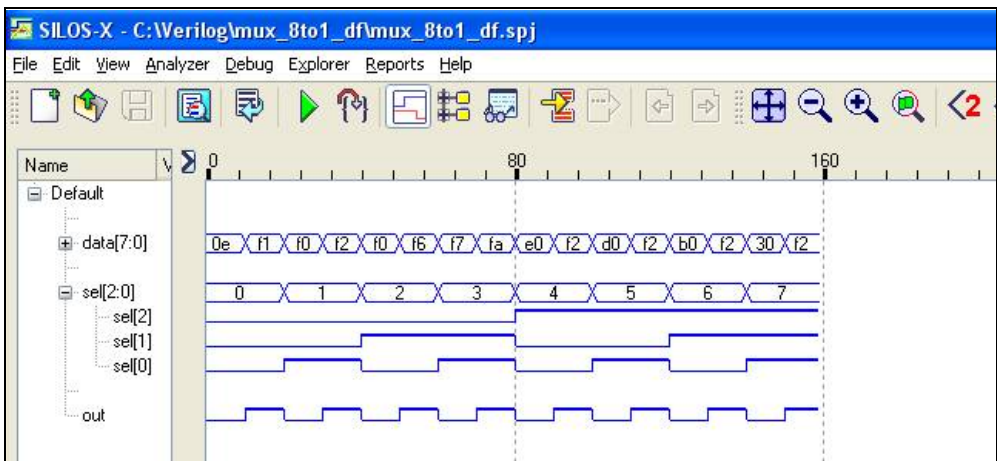 SILOS-X - C:\Verilog\mux_8to1_df\mux_8to1_df.spj
File Edit View Analyzer Debug Explorer Reports Help
2
Name V Σ 0 80 160
Default
data[7:0] 0e f1 f0 f2 f0 f6 f7 fa e0 f2 d0 f2 b0 f2 30 f2
sel[2:0] 0 1 2 3 4 5 6 7
sel[2]
sel[1]
sel[0]
out